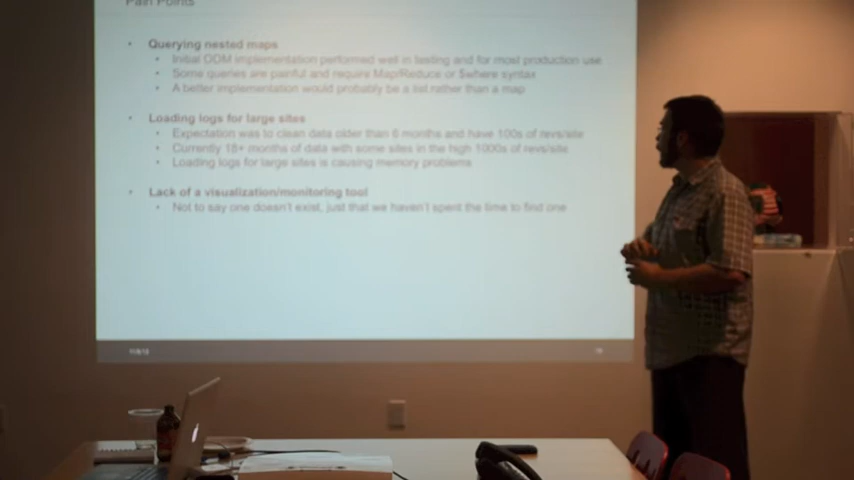 Pain Points
Querying nested maps
Initial ODM implementation performed well in testing and for most production use
Some queries are painful and require Map/Reduce or $where syntax
A better implementation would probably be a list rather than a map
Loading logs for large sites
Expectation was to clean data older than 6 months and have 100s of revs/site
Currently 18+ months of data with some sites in the high 1000s of revs/site
Loading logs for large sites is causing memory problems
Lack of a visualization/monitoring tool
Not to say one doesn't exist, just that we haven't spent the time to find one